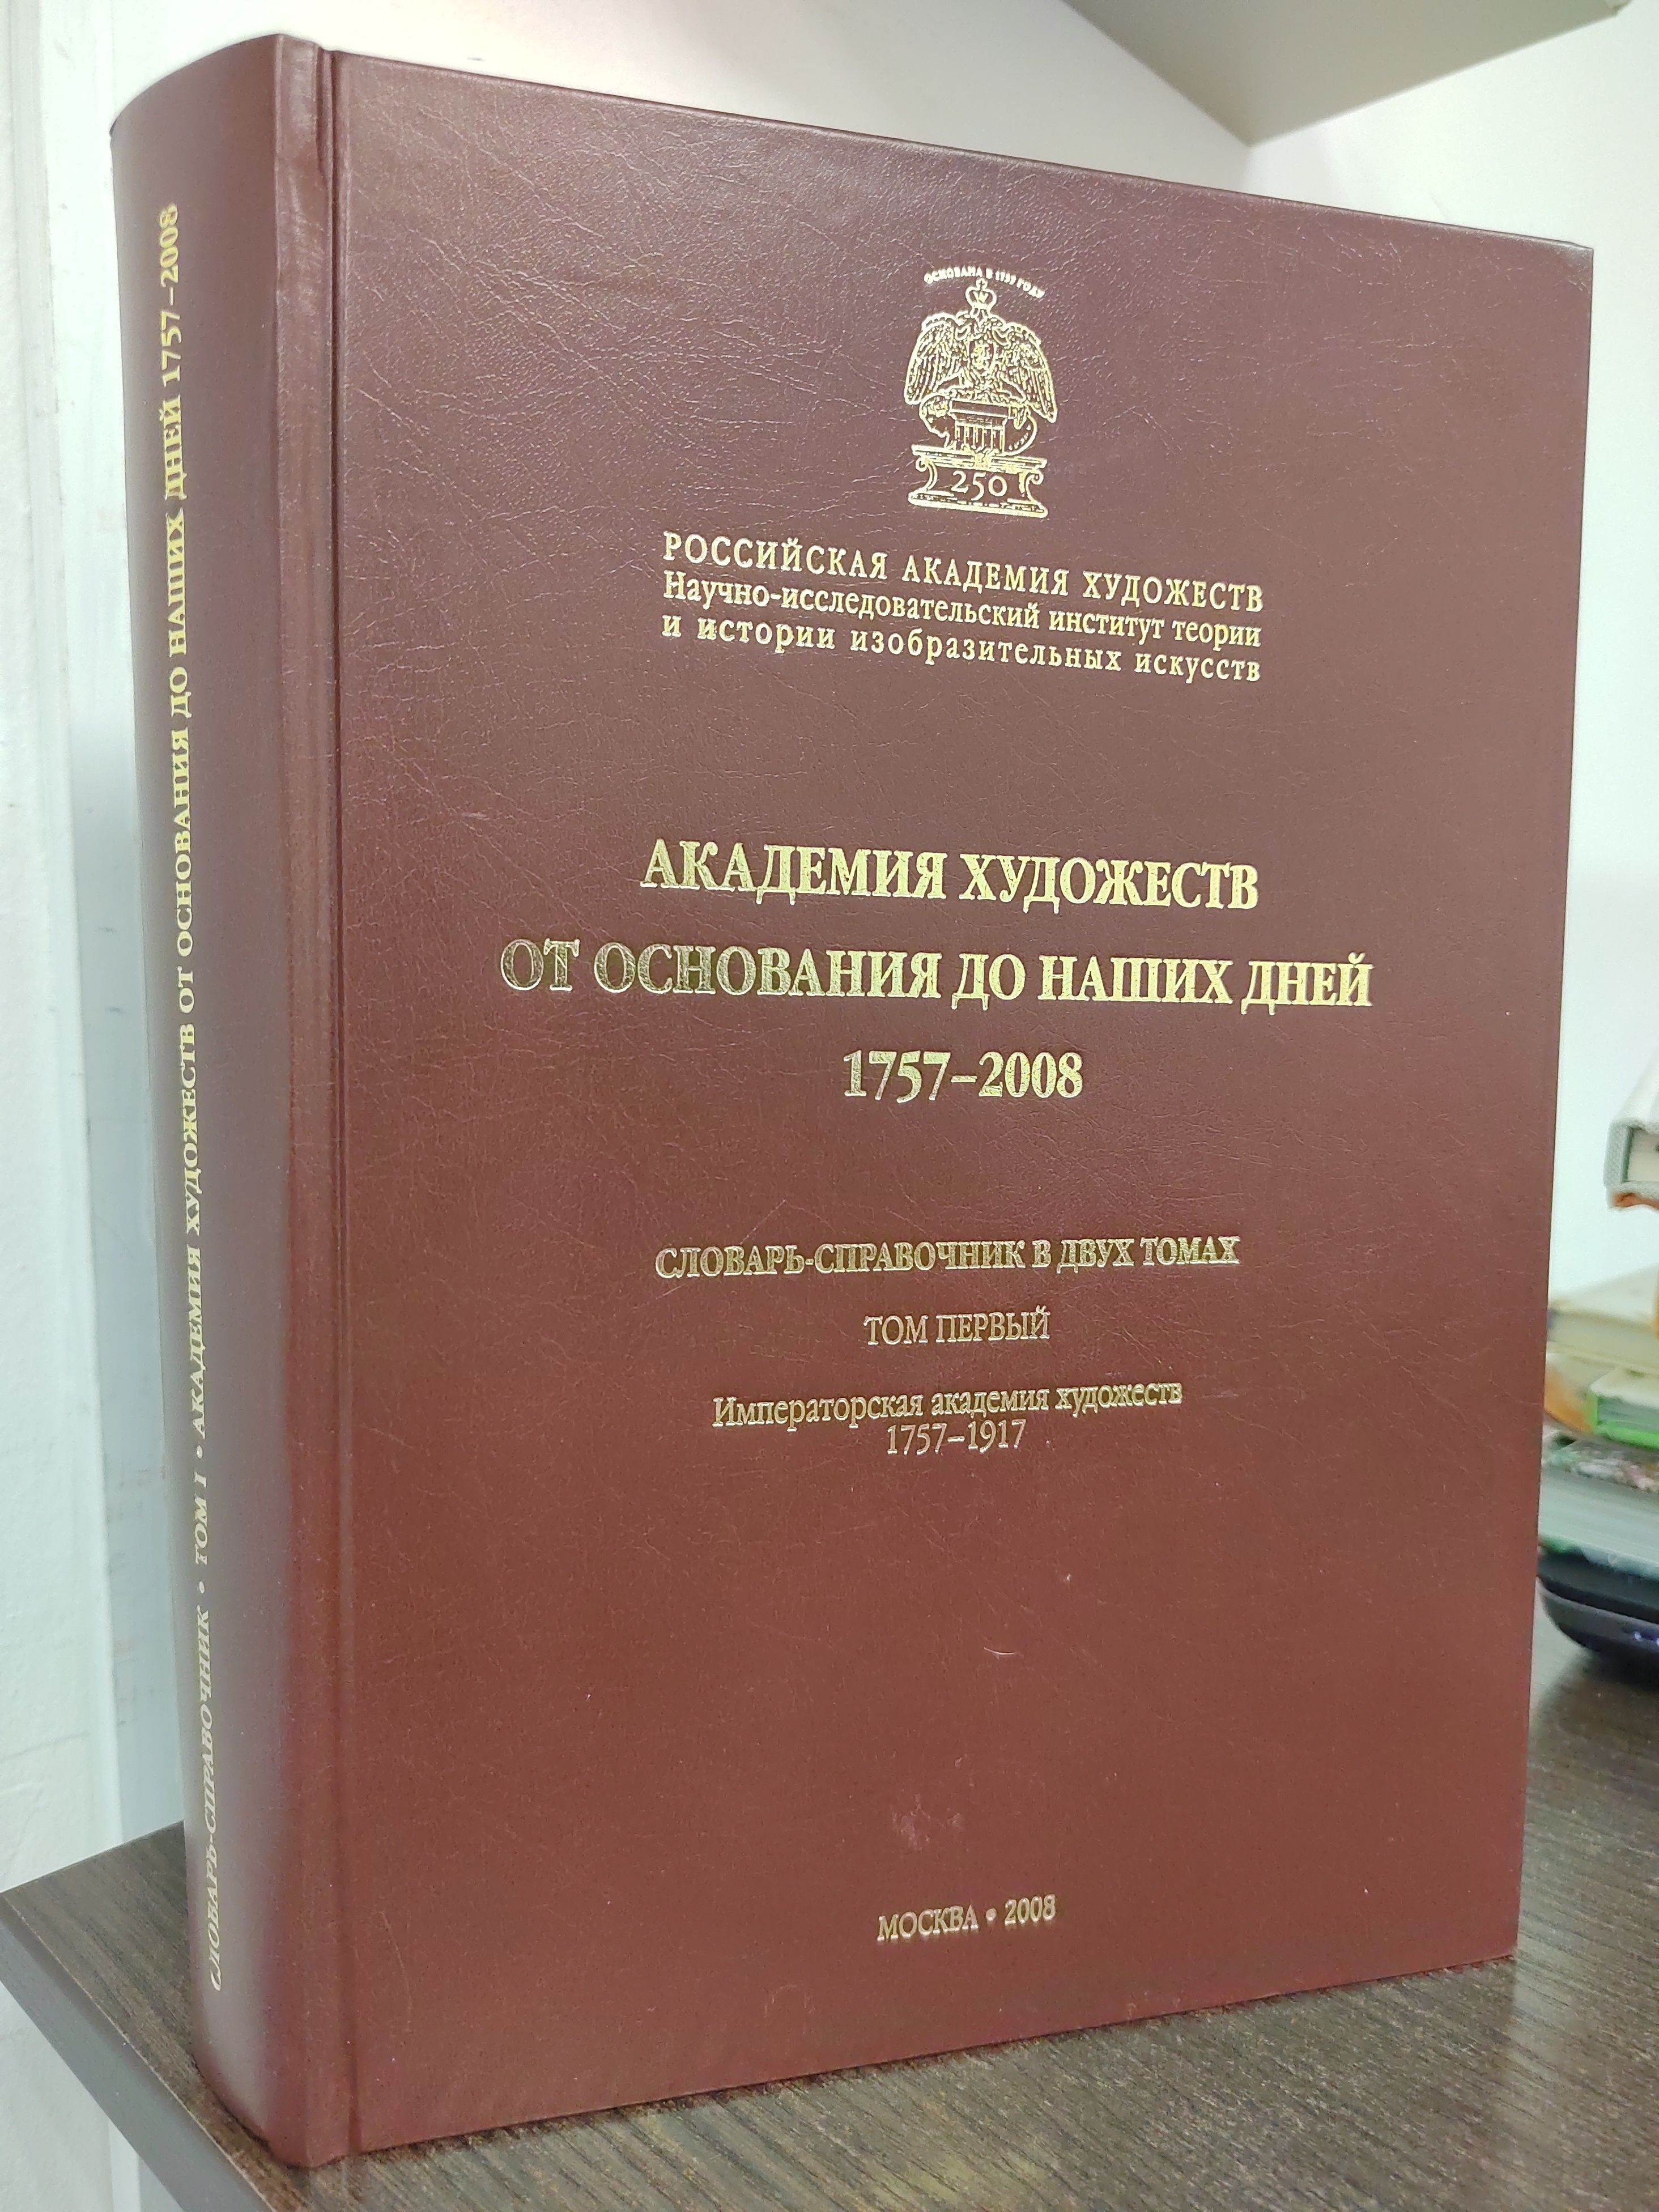 СЛОВАРЬ-СПРАВОЧНИК • ТОМ I • АКАДЕМИЯ ХУДОЖЕСТВ ОТ ОСНОВАНИЯ ДО НАШИХ ДНЕЙ 1757–2008
ОСНОВАНА В 1757 ГОДУ
250
РОССИЙСКАЯ АКАДЕМИЯ ХУДОЖЕСТВ
Научно-исследовательский институт теории
и истории изобразительных искусств
АКАДЕМИЯ ХУДОЖЕСТВ
ОТ ОСНОВАНИЯ ДО НАШИХ ДНЕЙ
1757–2008
СЛОВАРЬ-СПРАВОЧНИК В ДВУХ ТОМАХ
ТОМ ПЕРВЫЙ
Императорская академия художеств
1757–1917
МОСКВА • 2008